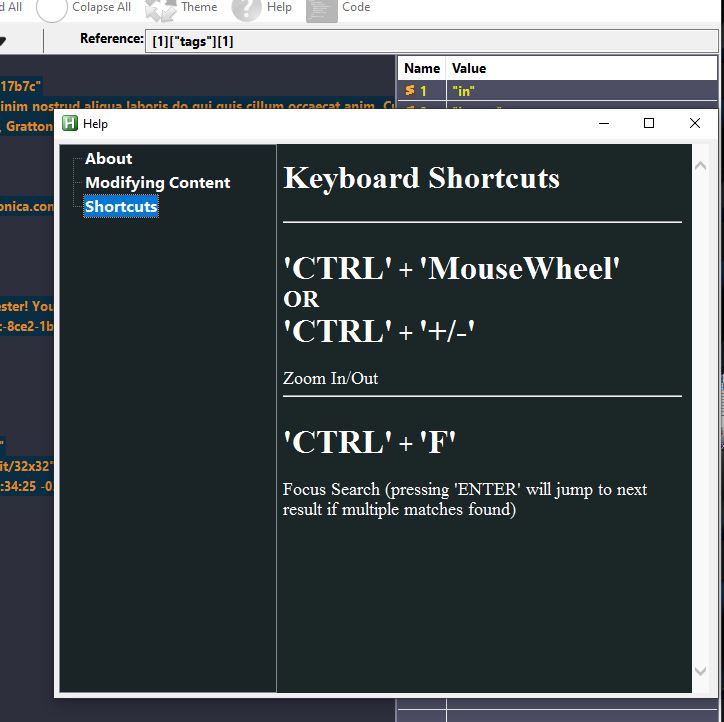 d All
Colapse All
Theme
Help
Code
Reference:
[1]["tags"][1]
17b7c"
inim nostrud aliqua laboris do qui quis cillum occaecat anim. Cu
, Gratton
Name
Value
1
"in"
Help
About
Modifying Content
Shortcuts
onica.com
ester! You
:-8ce2-1b
"
it/32x32"
:34:25 -0
Keyboard Shortcuts
'CTRL' + 'MouseWheel'
OR
'CTRL' + '+/-'
Zoom In/Out
'CTRL' + 'F'
Focus Search (pressing 'ENTER' will jump to next
result if multiple matches found)